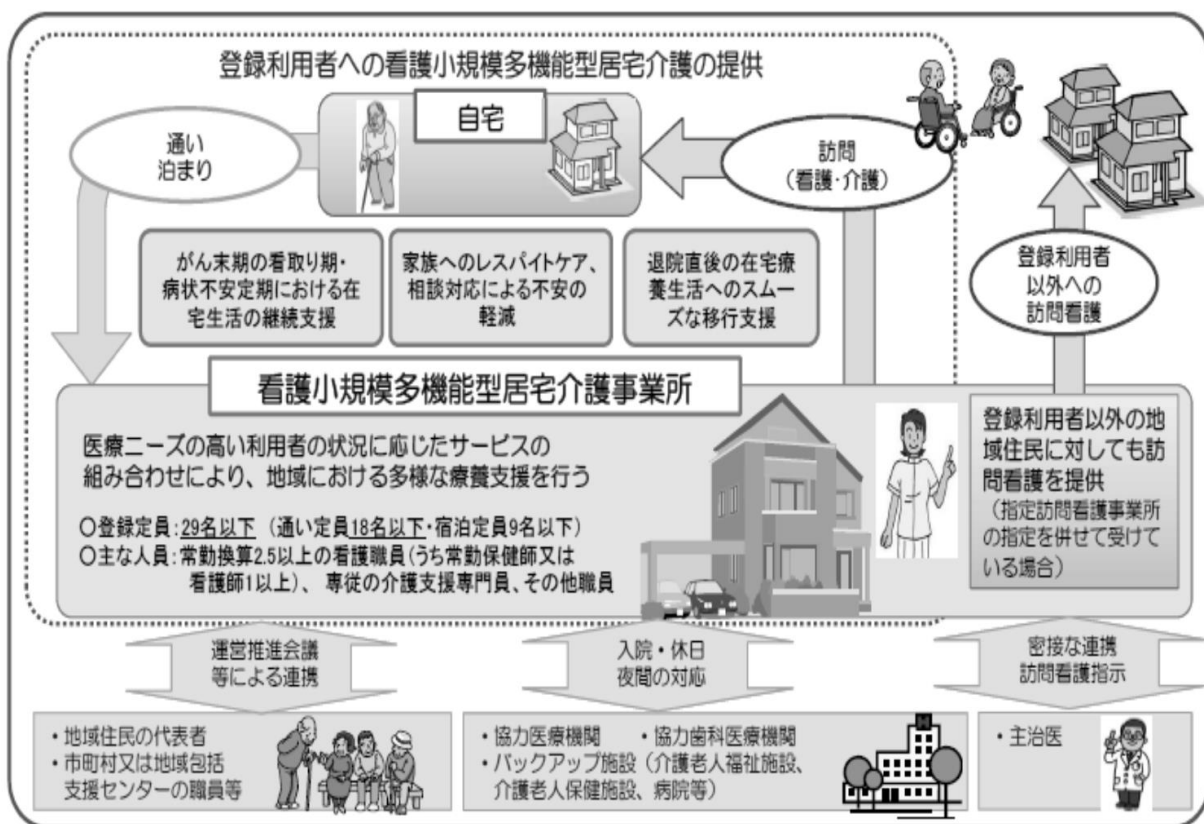 登録利用者への看護小規模多機能型居宅介護の提供
自宅
通い
泊まり
訪問
(看護・介護)
がん末期の看取り期・
病状不安定期における在
宅生活の継続支援
家族へのレスパイトケア、
相談対応による不安の
軽減
退院直後の在宅療
養生活へのスムー
ズな移行支援
登録利用者
以外への
訪問看護
看護小規模多機能型居宅介護事業所
医療ニーズの高い利用者の状況に応じたサービスの
組み合わせにより、地域における多様な療養支援を行う
○登録定員：29名以下 (通い定員18名以下・宿泊定員9名以下)
○主な人員：常勤換算2.5以上の看護職員(うち常勤保健師又は
看護師1以上)、専従の介護支援専門員、その他職員
登録利用者以外の地
域住民に対しても訪
問看護を提供
(指定訪問看護事業所
の指定を併せて受けて
いる場合)
運営推進会議
等による連携
入院・休日
夜間の対応
密接な連携
訪問看護指示
・地域住民の代表者
・市町村又は地域包括
支援センターの職員等
・協力医療機関 ・協力歯科医療機関
・バックアップ施設（介護老人福祉施設、
介護老人保健施設、病院等）
H
・主治医